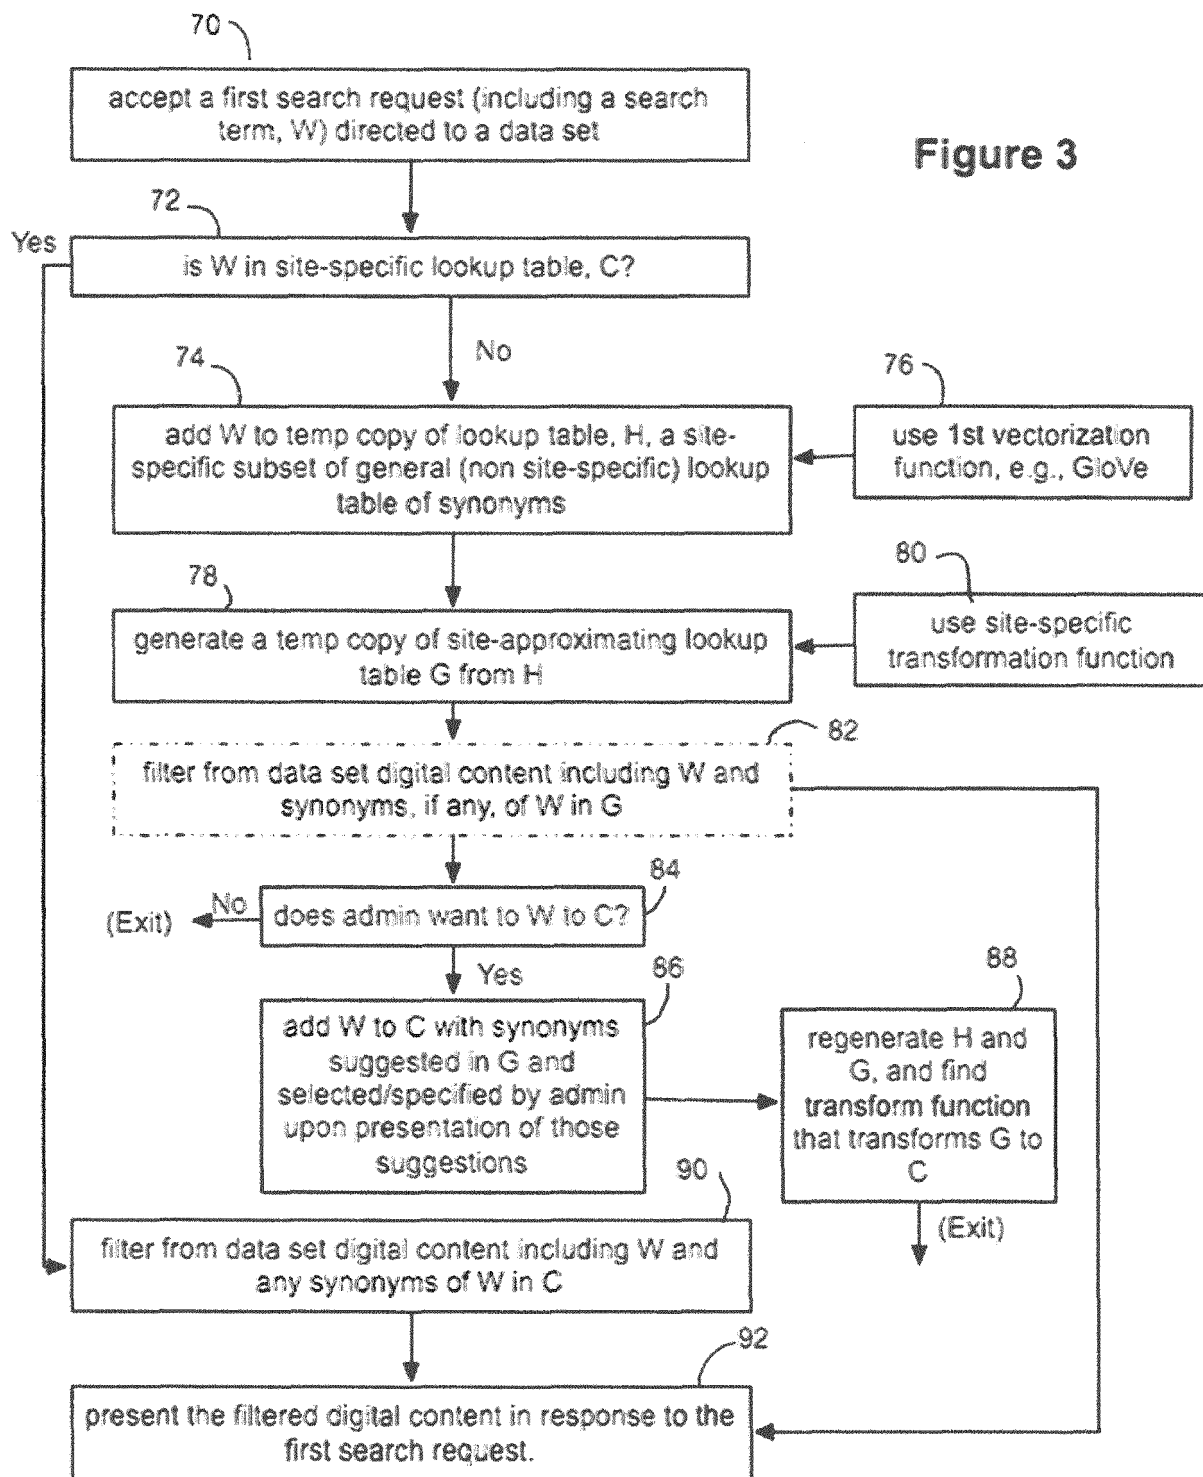 70
accept a first search request (including a search
term, W) directed to a data set
Figure 3
72
Yes
is W in site-specific lookup table, C?
No
74
76
add W to temp copy of lookup table, H, a site-
specific subset of general (non site-specific) lookup
table of synonyms
use 1st vectorization
function, e.g., GloVe
78
80
generate a temp copy of site-approximating lookup
table G from H
use site-specific
transformation function
82
filter from data set digital content including W and
synonyms, if any, of W in G
84
(Exit)
No
does admin want to W to C?
Yes
86
88
add W to C with synonyms
suggested in G and
selected/specified by admin
upon presentation of those
suggestions
regenerate H and
G, and find
transform function
that transforms G to
C
90
(Exit)
filter from data set digital content including W and
any synonyms of W in C
92
present the filtered digital content in response to the
first search request.